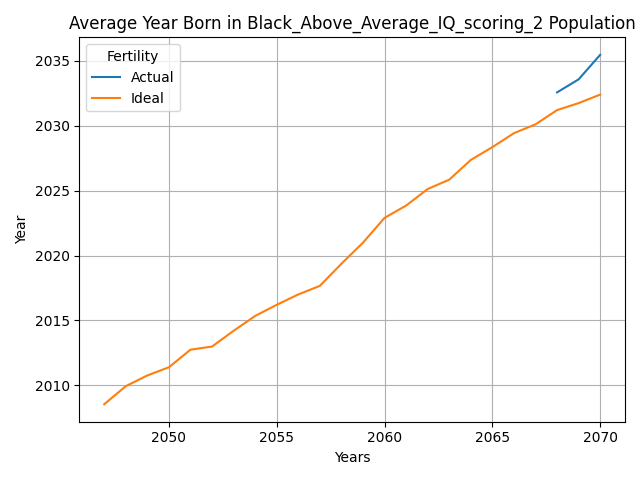 Average Year Born in Black_Above_Average_IQ_scoring_2 Population
Fertility
Actual
Ideal
Year
2035
2030
2025
2020
2015
2010
2050
2055
2060
2065
2070
Years